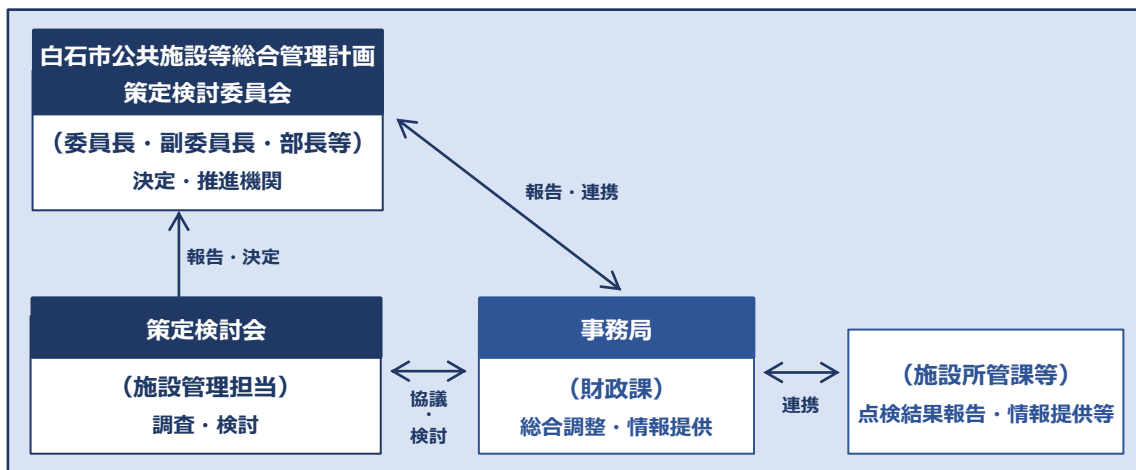 白石市公共施設等総合管理計画
策定検討委員会
（委員長・副委員長・部長等）
決定・推進機関
報告・連携
報告・決定
策定検討会
（施設管理担当）
調査・検討
協議
・
検討
事務局
（財政課）
総合調整・情報提供
連携
（施設所管課等）
点検結果報告・情報提供等